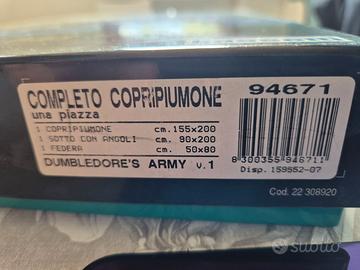 COMPLETO COPRIPIUMONE
una piazza
94671
1 COPRIPIUMONE cm. 155x200
1 SOTTO CON ANGOLI cm. 90x200
1 FEDERA cm. 50x80
DUMBLEDORE'S ARMY v.1
8 300355 946711
Disp. 159552-07
Cod. 22 308920
subito